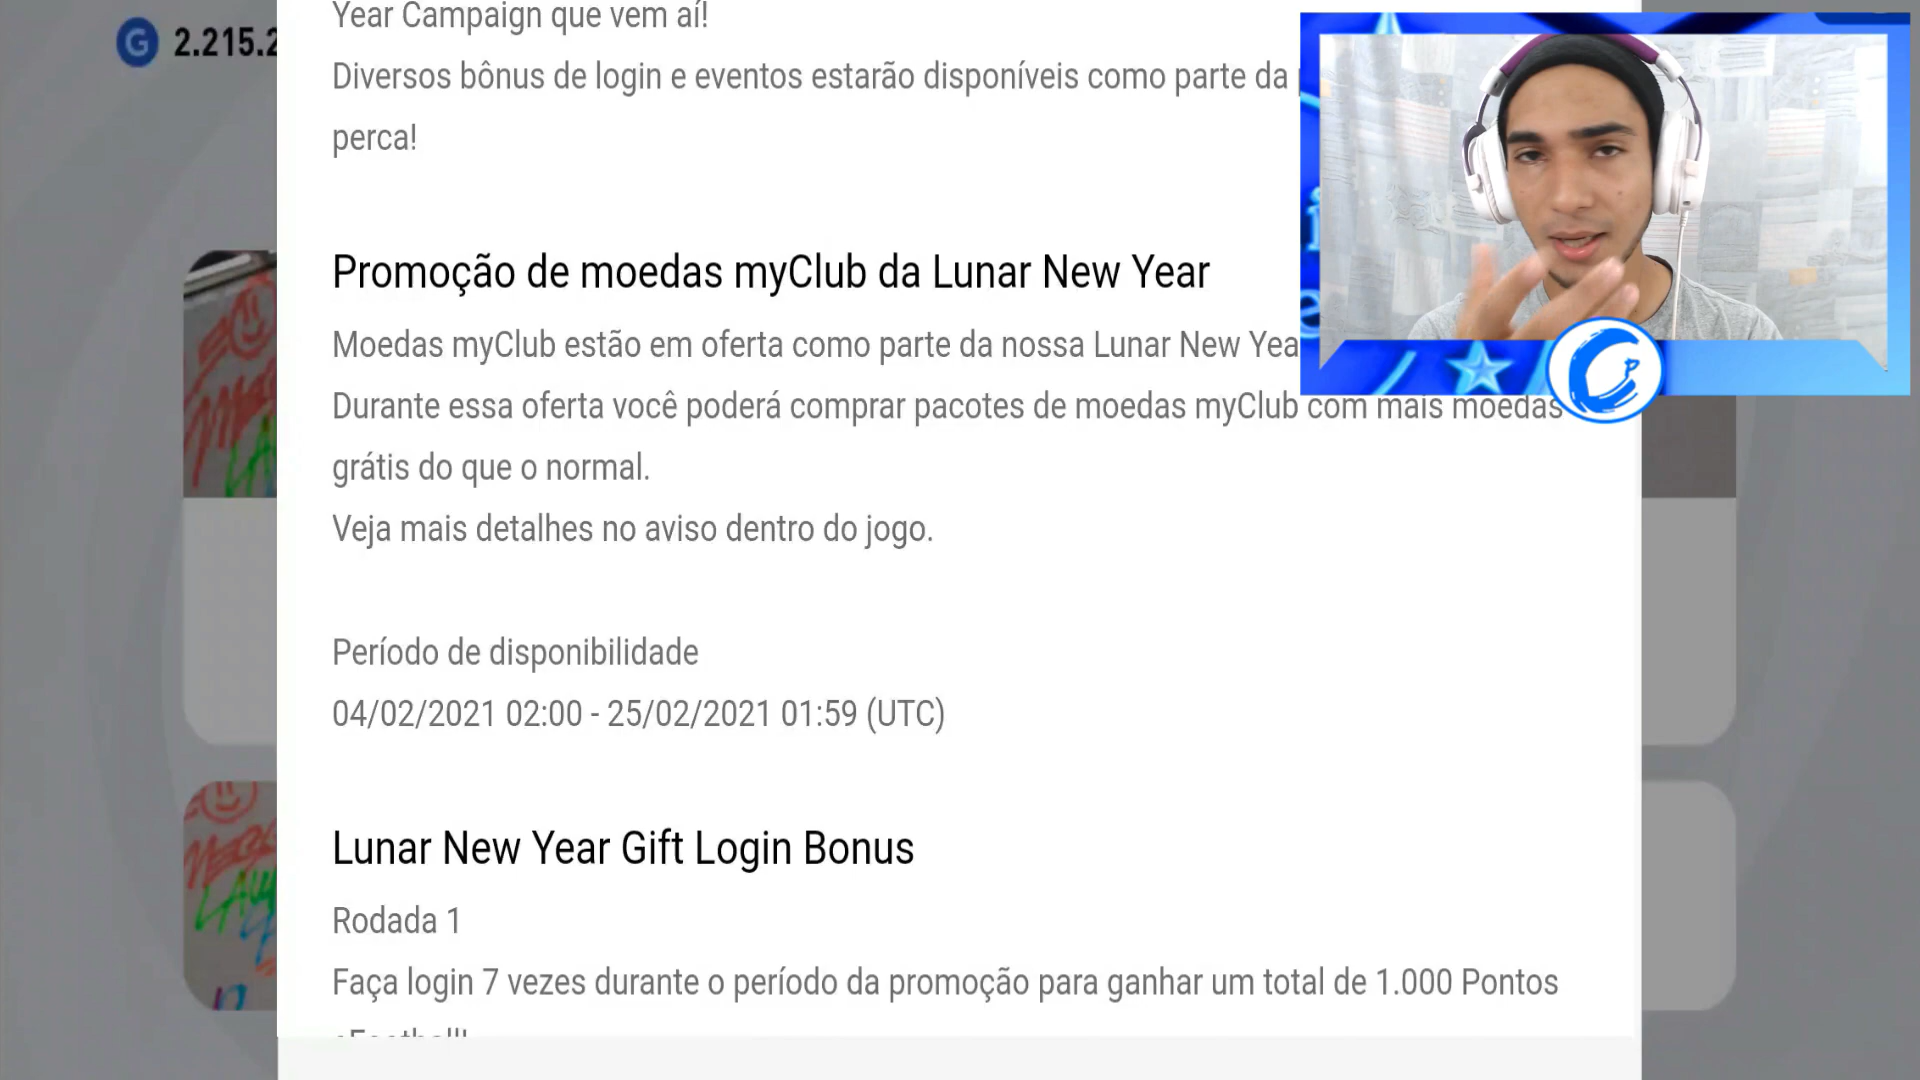 2.215.2
Year Campaign que vem aí!
Diversos bônus de login e eventos estarão disponíveis como parte da
perca!
Promoção de moedas myClub da Lunar New Year
Moedas myClub estão em oferta como parte da nossa Lunar New Yea
Durante essa oferta você poderá comprar pacotes de moedas myClub com mais moedas
grátis do que o normal.
Veja mais detalhes no aviso dentro do jogo.
Período de disponibilidade
04/02/2021 02:00 - 25/02/2021 01:59 (UTC)
Lunar New Year Gift Login Bonus
Rodada 1
Faça login 7 vezes durante o período da promoção para ganhar um total de 1.000 Pontos